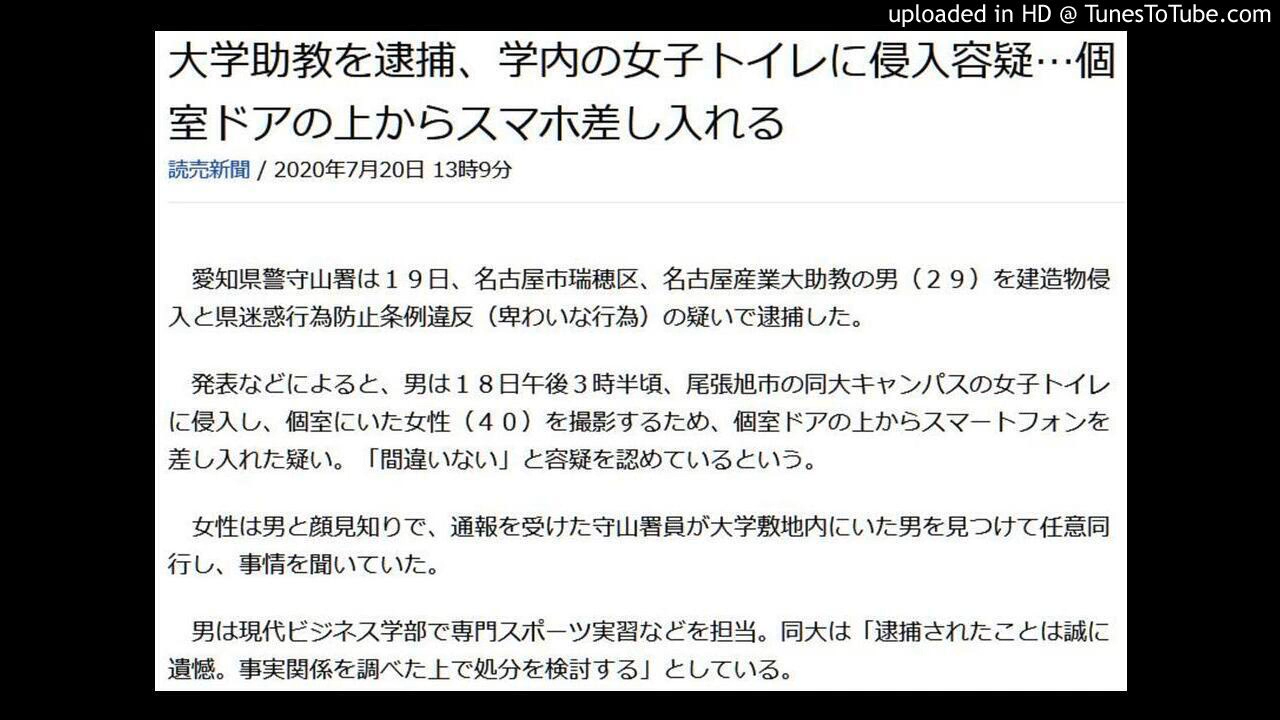 uploaded in HD @ TunesToTube.com
大学助教を逮捕、学内の女子トイレに侵入容疑…個
室ドアの上からスマホ差し入れる
読売新聞 / 2020年7月20日 13時9分
　愛知県警守山署は１９日、名古屋市瑞穂区、名古屋産業大助教の男（２９）を建造物侵
入と県迷惑行為防止条例違反（卑わいな行為）の疑いで逮捕した。
　発表などによると、男は１８日午後３時半頃、尾張旭市の同大キャンパスの女子トイレ
に侵入し、個室にいた女性（４０）を撮影するため、個室ドアの上からスマートフォンを
差し入れた疑い。「間違いない」と容疑を認めているという。
　女性は男と顔見知りで、通報を受けた守山署員が大学敷地内にいた男を見つけて任意同
行し、事情を聞いていた。
　男は現代ビジネス学部で専門スポーツ実習などを担当。同大は「逮捕されたことは誠に
遺憾。事実関係を調べた上で処分を検討する」としている。